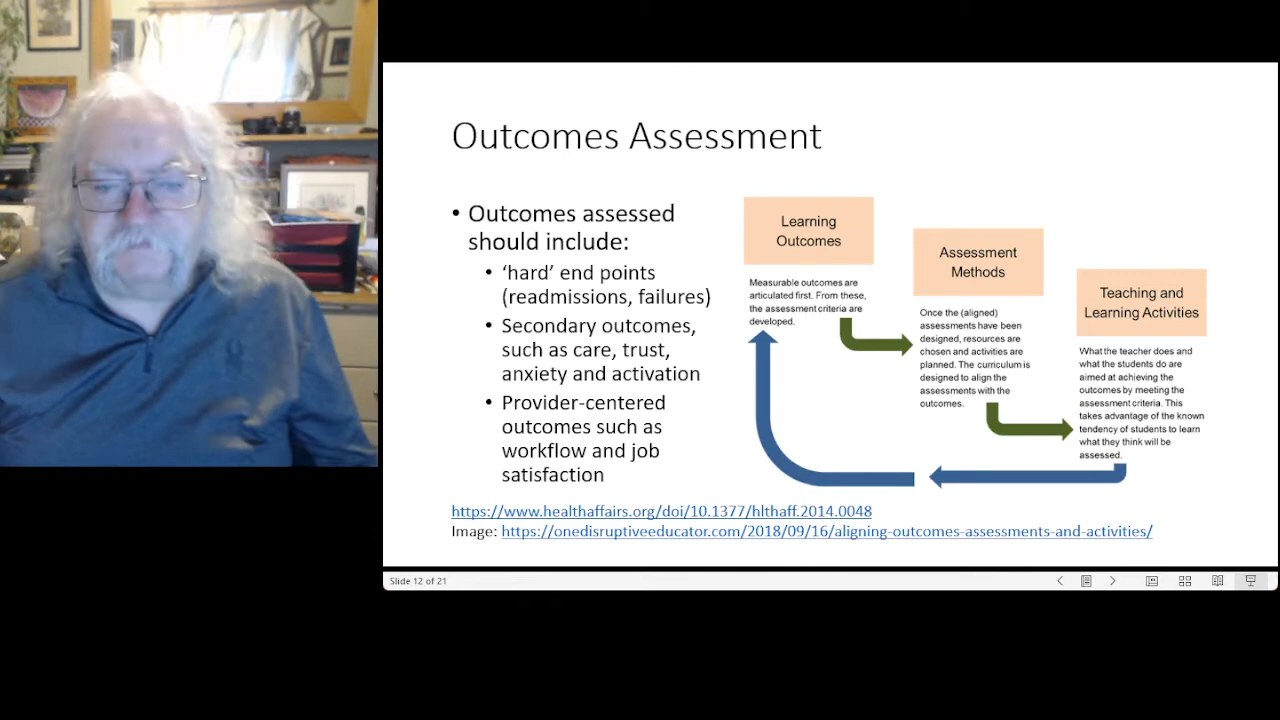 Outcomes Assessment
• Outcomes assessed
should include:
• ‘hard’ end points
(readmissions, failures)
• Secondary outcomes,
such as care, trust,
anxiety and activation
• Provider-centered
outcomes such as
workflow and job
satisfaction
Learning
Outcomes
Measurable outcomes are
articulated first. From these,
the assessment criteria are
developed.
Assessment
Methods
Once the (aligned)
assessments have been
designed, resources are
chosen and activities are
planned. The curriculum is
designed to align the
assessments with the
outcomes.
Teaching and
Learning Activities
What the teacher does and
what the students do are
aimed at achieving the
outcomes by meeting the
assessment criteria. This
takes advantage of the known
tendency of students to learn
what they think will be
assessed.
https://www.healthaffairs.org/doi/10.1377/hlthaff.2014.0048
Image: https://onedisruptiveeducator.com/2018/09/16/aligning-outcomes-assessments-and-activities/
Slide 12 of 21